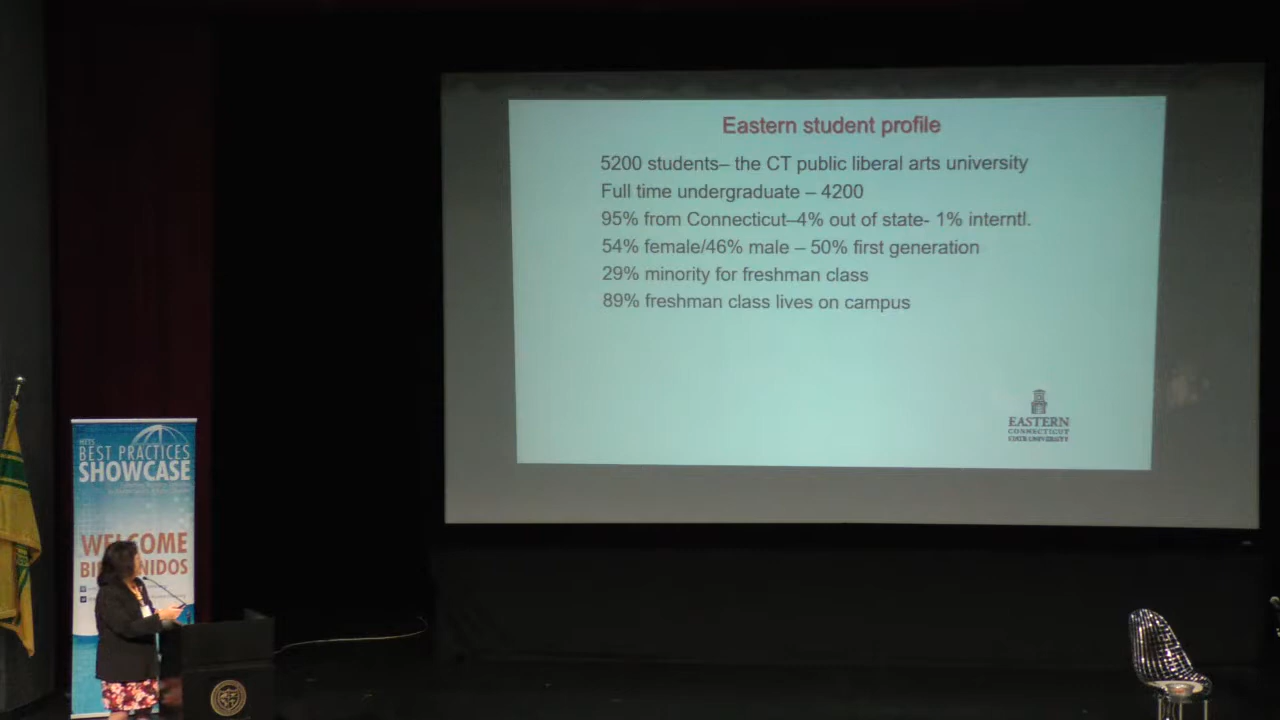 Eastern student profile
5200 students– the CT public liberal arts university
Full time undergraduate – 4200
95% from Connecticut–4% out of state- 1% interntl.
54% female/46% male – 50% first generation
29% minority for freshman class
89% freshman class lives on campus
EASTERN
CONNECTICUT
STATE UNIVERSITY
HETS
BEST PRACTICES
SHOWCASE
WELCOME